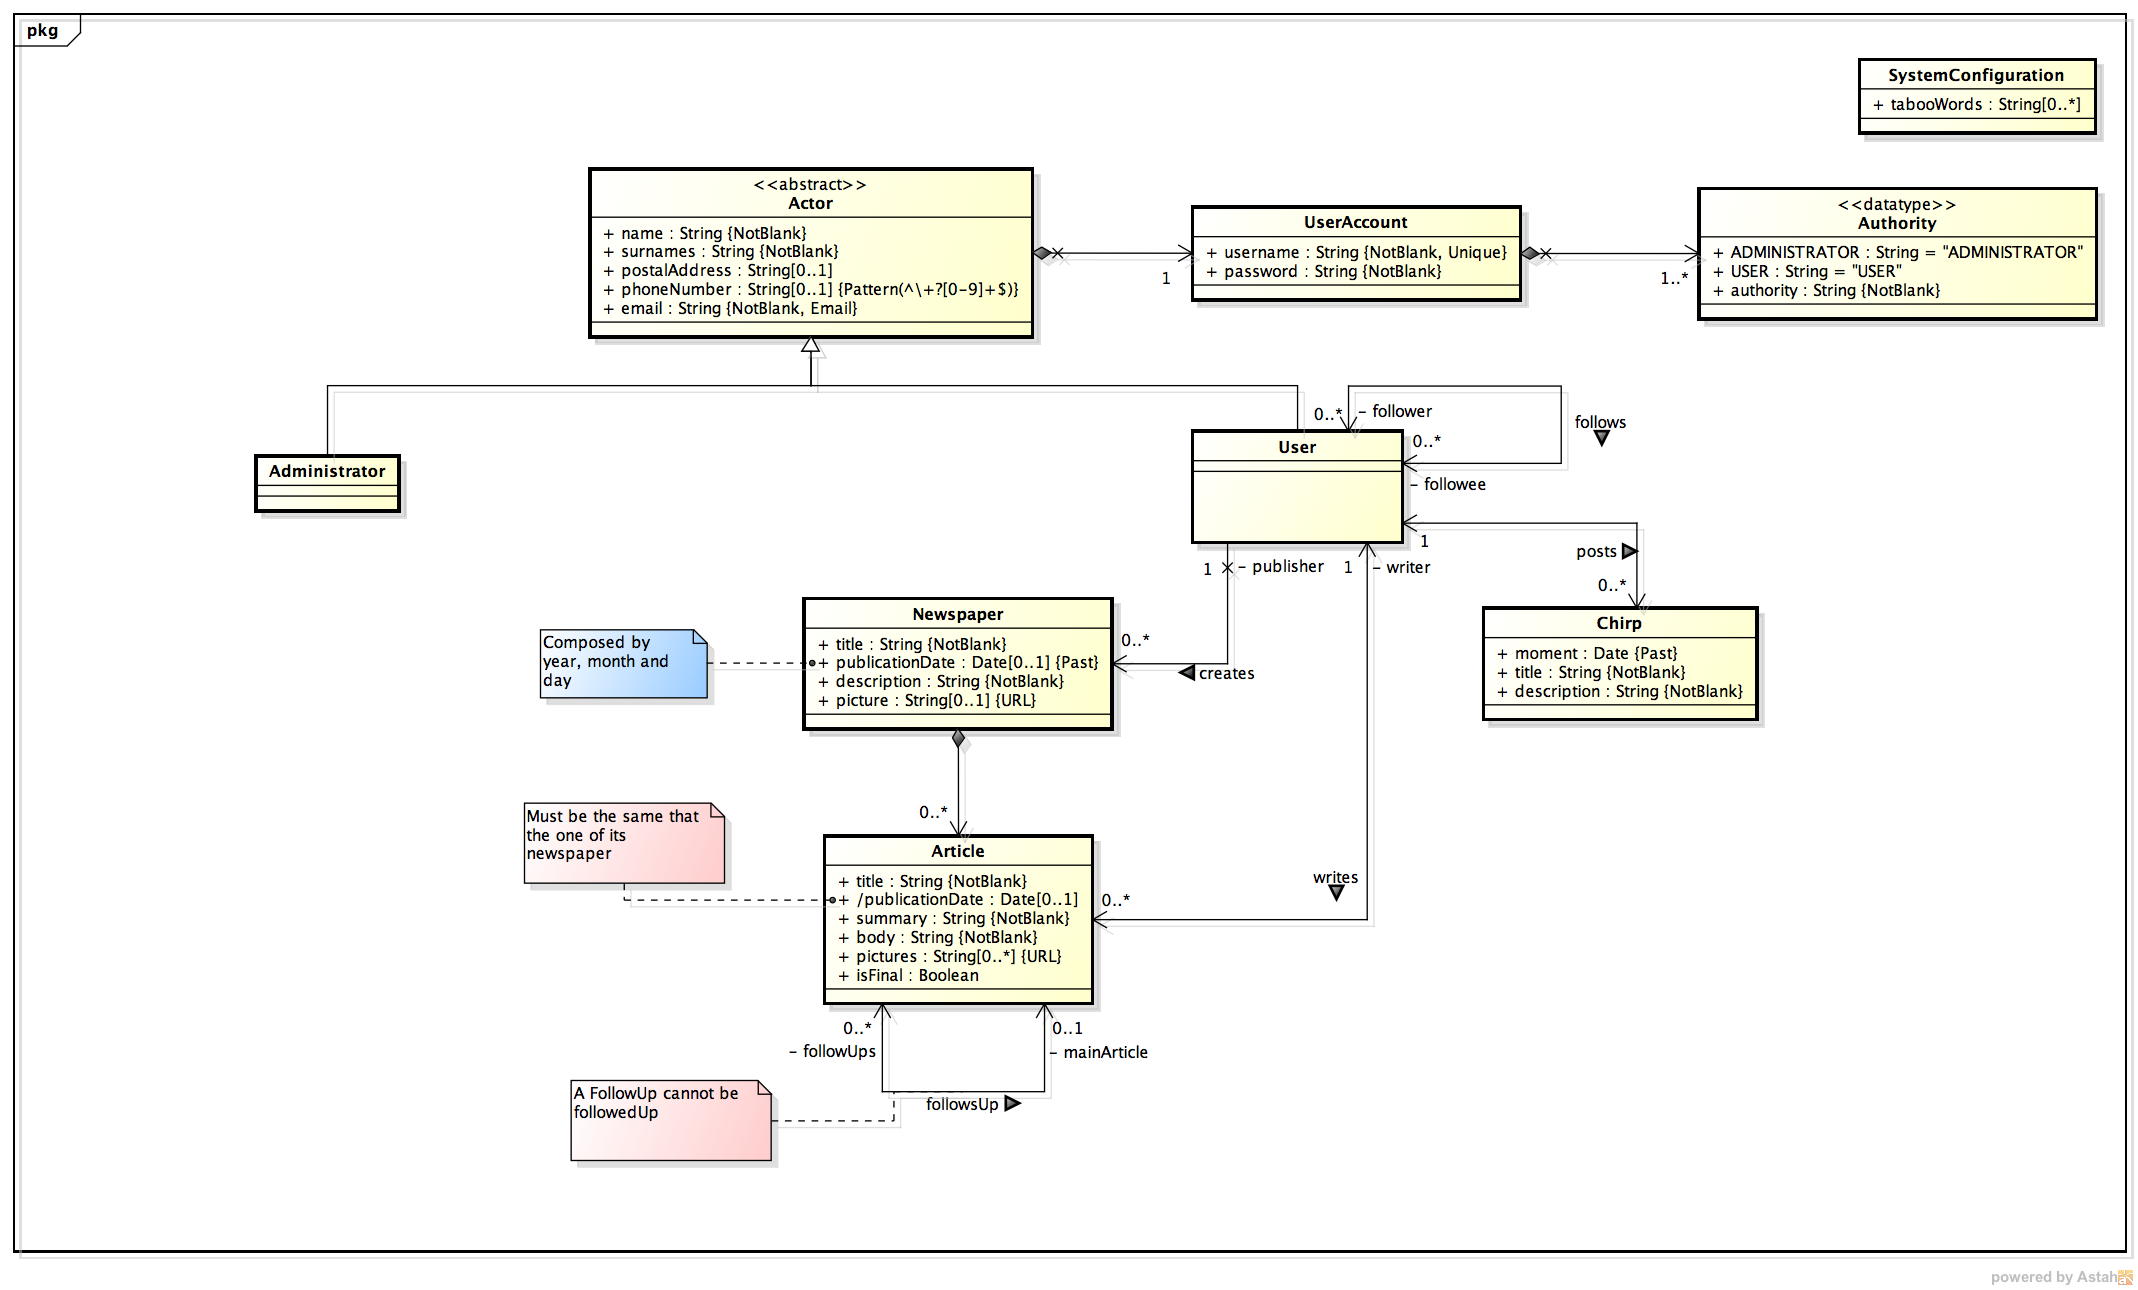 pkg
SystemConfiguration
+ tabooWords : String[0..*]
<<abstract>>
Actor
+ name : String {NotBlank}
+ surnames : String {NotBlank}
+ postalAddress : String[0..1]
+ phoneNumber : String[0..1] {Pattern(^\+?[0-9]+$)}
+ email : String {NotBlank, Email}
1
UserAccount
+ username : String {NotBlank, Unique}
+ password : String {NotBlank}
1..*
<<datatype>>
Authority
+ ADMINISTRATOR : String = "ADMINISTRATOR"
+ USER : String = "USER"
+ authority : String {NotBlank}
Administrator
User
0..*
- follower
0..*
- followee
follows
1
posts
0..*
1
- publisher
1
- writer
Chirp
+ moment : Date {Past}
+ title : String {NotBlank}
+ description : String {NotBlank}
Composed by
year, month and
day
Newspaper
+ title : String {NotBlank}
+ publicationDate : Date[0..1] {Past}
+ description : String {NotBlank}
+ picture : String[0..1] {URL}
0..*
creates
0..*
Must be the same that
the one of its
newspaper
Article
+ title : String {NotBlank}
+ /publicationDate : Date[0..1]
+ summary : String {NotBlank}
+ body : String {NotBlank}
+ pictures : String[0..*] {URL}
+ isFinal : Boolean
writes
0..*
0..*
- followUps
0..1
- mainArticle
followsUp
A FollowUp cannot be
followedUp
powered by Astah